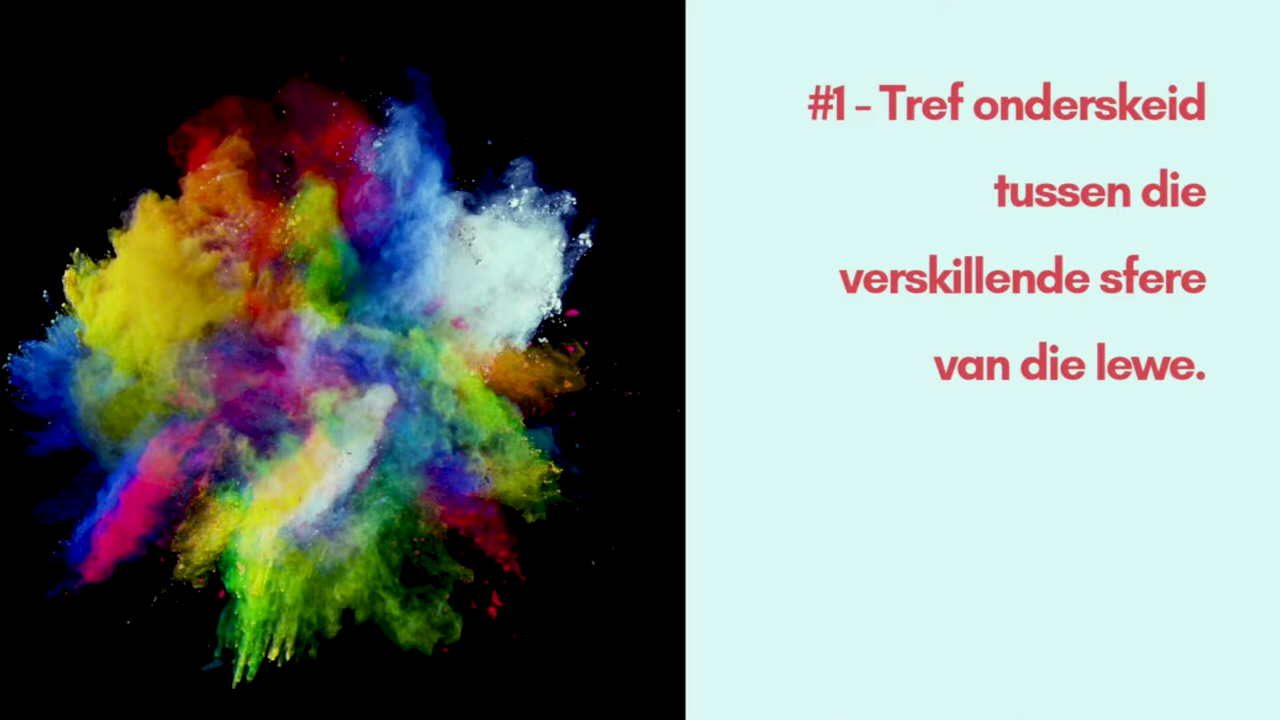 #1 - Tref onderskeid
tussen die
verskillende sfere
van die lewe.